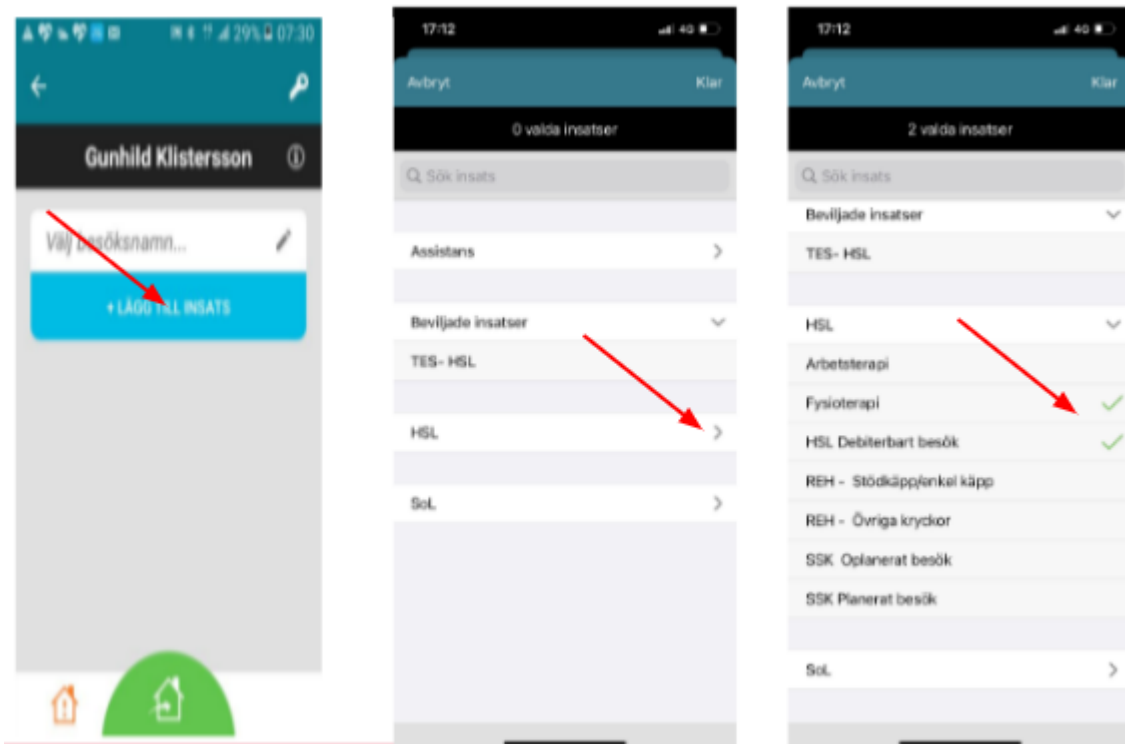 29% 07:30
Gunhild Klistersson
Välj besöksnamn...
+ LÄGG TILL INSATS
17:12 4G
Avbryt Klar
0 valda insatser
Sök insats
Assistans
Beviljade insatser
TES- HSL
HSL
SoL
17:12 4G
Avbryt Klar
2 valda insatser
Sök insats
Beviljade insatser
TES- HSL
HSL
Arbetsterapi
Fysioterapi
HSL Debiterbart besök
REH - Stödkäpp/enkel käpp
REH - Övriga kryckor
SSK Oplanerat besök
SSK Planerat besök
SoL